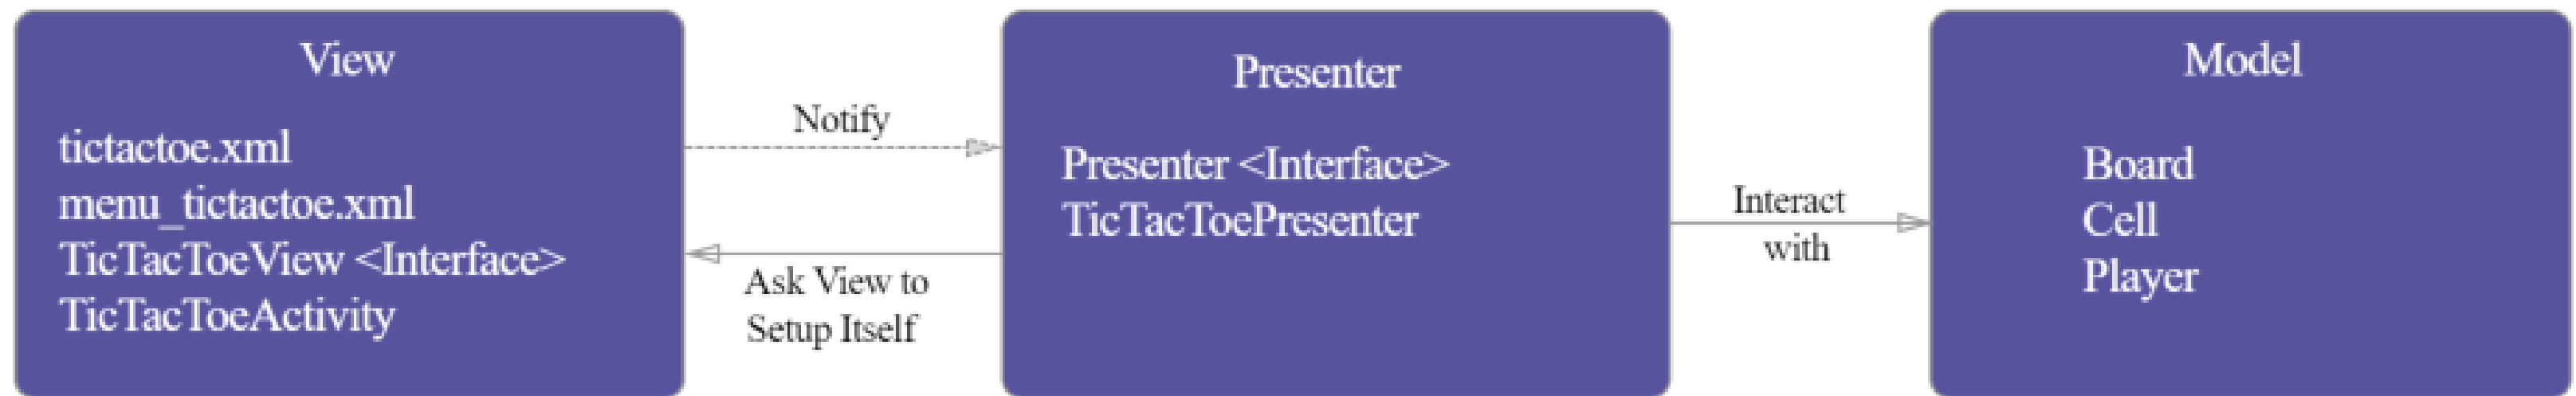 View
tictactoe.xml
menu_tictactoe.xml
TicTacToeView <Interface>
TicTacToeActivity
Notify
Ask View to
Setup Itself
Presenter
Presenter <Interface>
TicTacToePresenter
Interact
with
Model
Board
Cell
Player